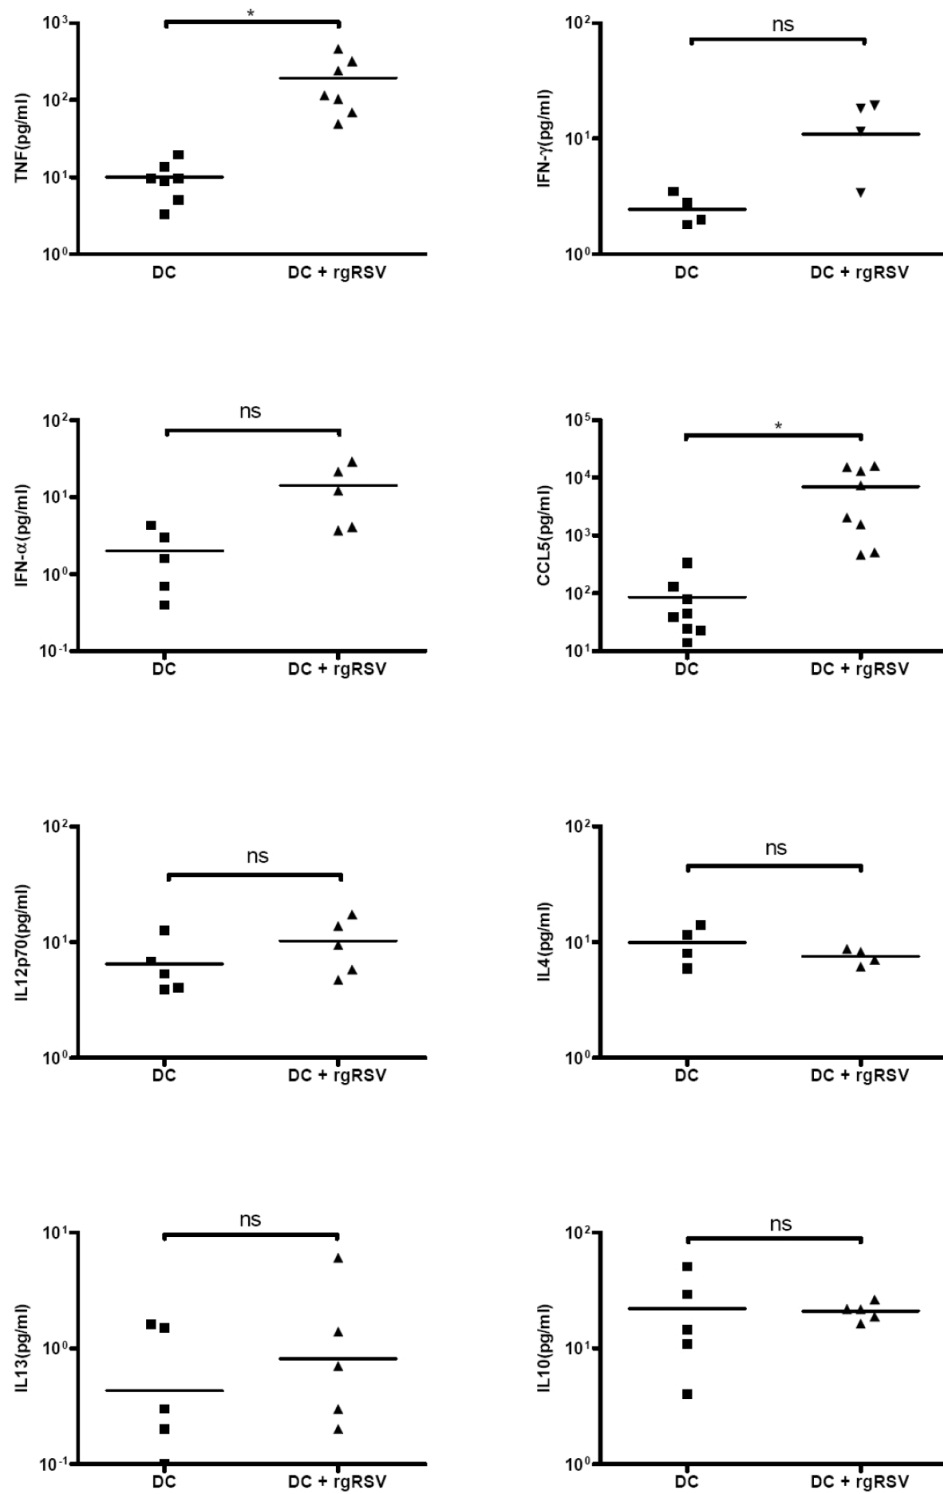 *
10³
10²
10¹
10⁰
TNF(pg/ml)
DC
DC + rgRSV
ns
10²
10¹
10⁰
IFN-γ(pg/ml)
DC
DC + rgRSV
ns
10²
10¹
10⁰
10⁻¹
IFN-α(pg/ml)
DC
DC + rgRSV
*
10⁵
10⁴
10³
10²
10¹
CCL5(pg/ml)
DC
DC + rgRSV
ns
10²
10¹
10⁰
IL12p70(pg/ml)
DC
DC + rgRSV
ns
10²
10¹
10⁰
IL4(pg/ml)
DC
DC + rgRSV
ns
10¹
10⁰
10⁻¹
IL13(pg/ml)
DC
DC + rgRSV
ns
10²
10¹
10⁰
IL10(pg/ml)
DC
DC + rgRSV